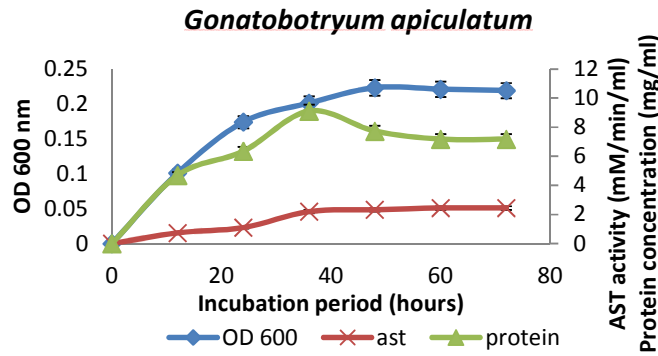 Gonatobotryum apiculatum
OD 600 nm
0.25
0.2
0.15
0.1
0.05
0
12
10
8
6
4
2
0
AST activity (mM/min/ml)
Protein concentration (mg/ml)
0 20 40 60 80
Incubation period (hours)
OD 600 ast protein